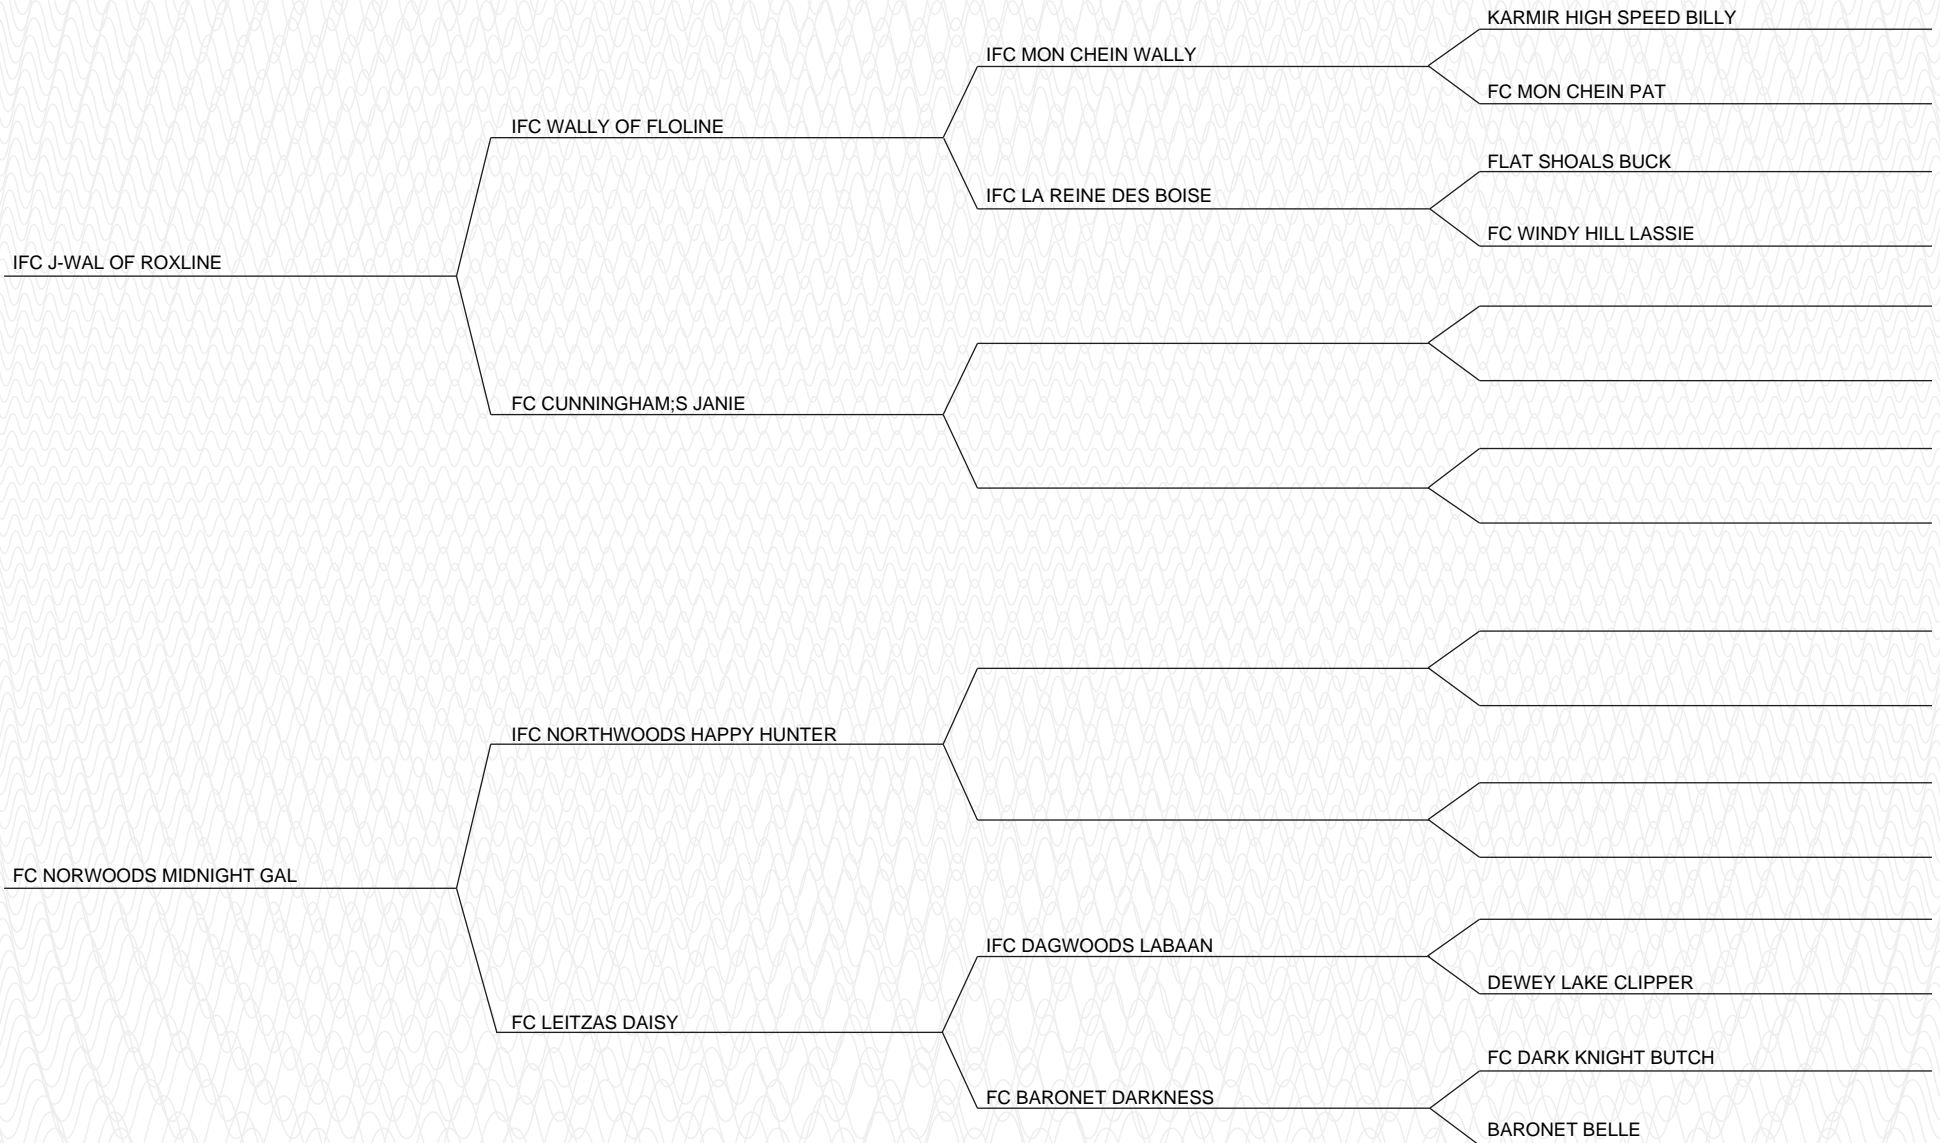 KARMIR HIGH SPEED BILLY
IFC MON CHEIN WALLY
FC MON CHEIN PAT
IFC WALLY OF FLOLINE
FLAT SHOALS BUCK
IFC LA REINE DES BOISE
FC WINDY HILL LASSIE
IFC J-WAL OF ROXLINE
FC CUNNINGHAM;S JANIE
IFC NORTHWOODS HAPPY HUNTER
FC NORWOODS MIDNIGHT GAL
IFC DAGWOODS LABAAN
DEWEY LAKE CLIPPER
FC LEITZAS DAISY
FC DARK KNIGHT BUTCH
FC BARONET DARKNESS
BARONET BELLE